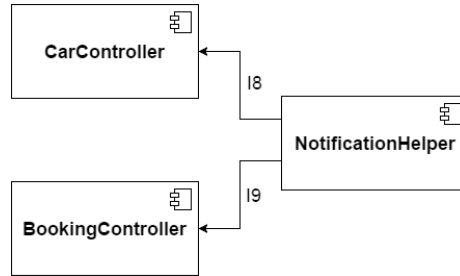 CarController
I8
NotificationHelper
I9
BookingController